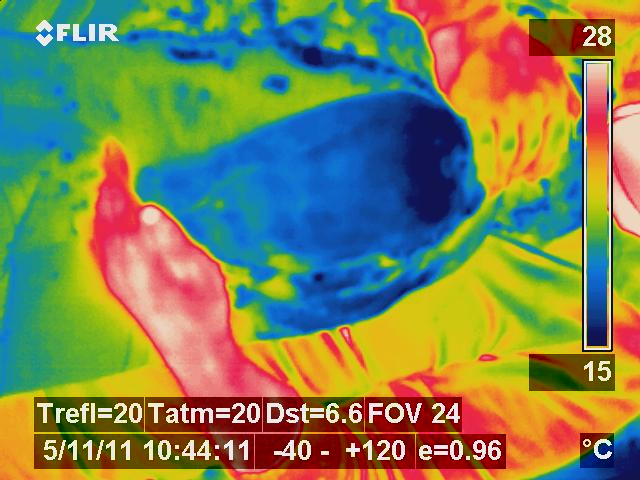 FLIR
28
15
Trefl=20 Tatm=20 Dst=6.6 FOV 24
5/11/11 10:44:11 -40 - +120 e=0.96
°C